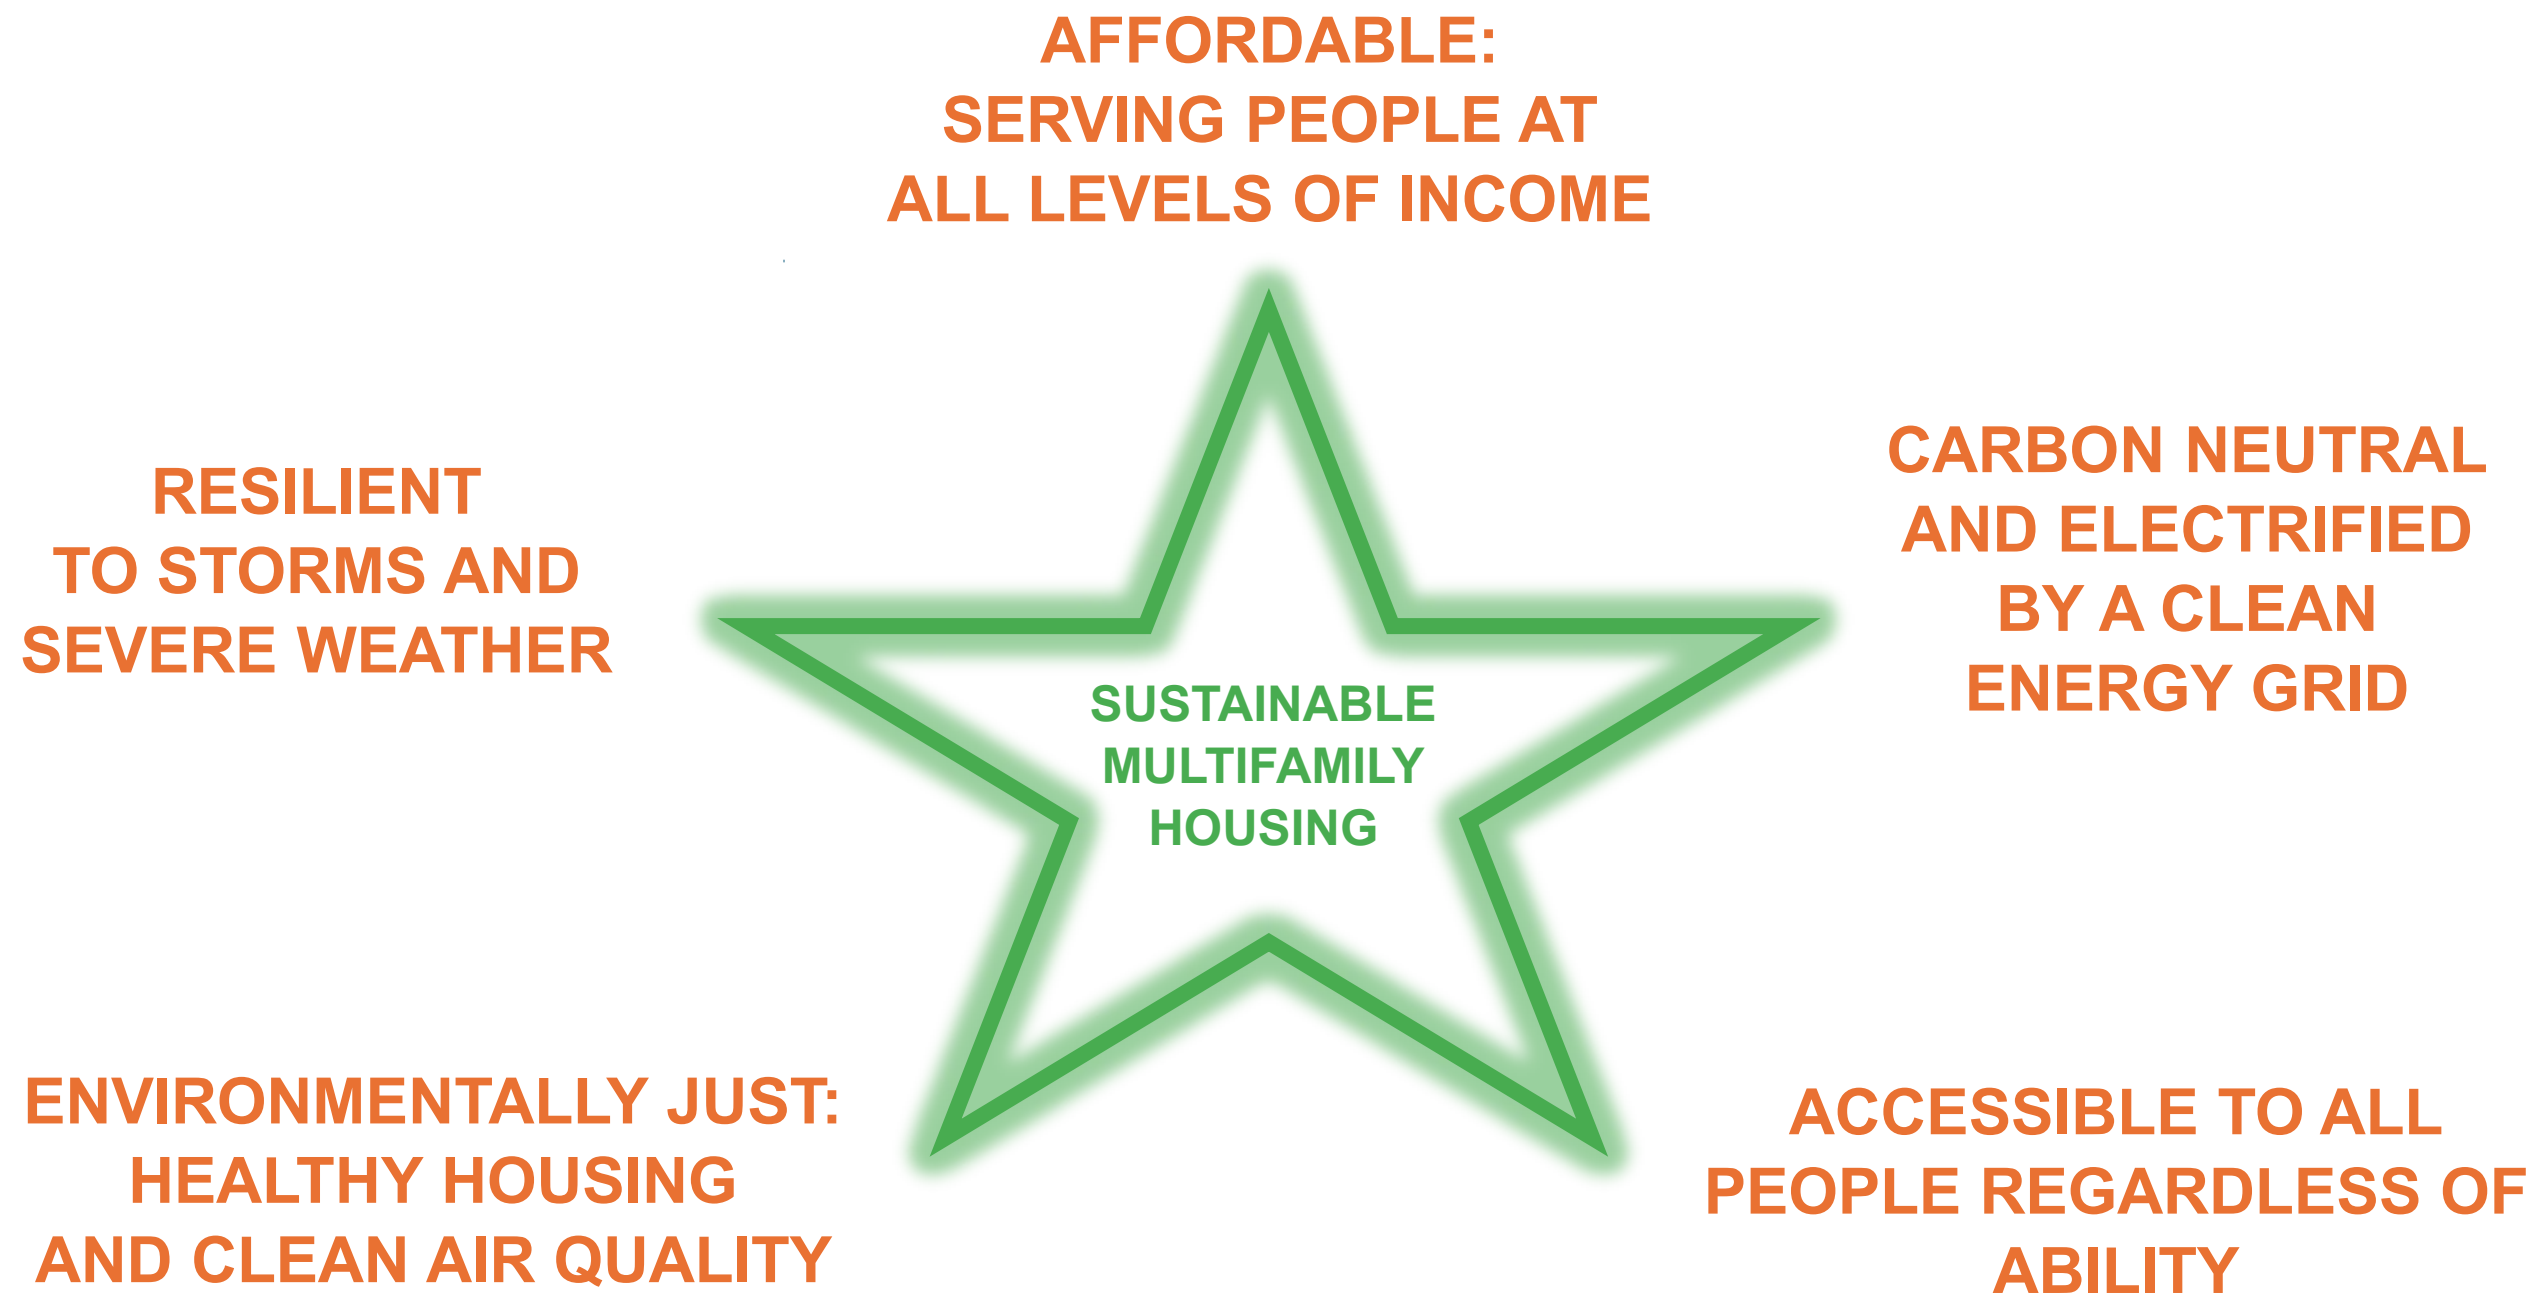 AFFORDABLE:
SERVING PEOPLE AT
ALL LEVELS OF INCOME
RESILIENT
TO STORMS AND
SEVERE WEATHER
CARBON NEUTRAL
AND ELECTRIFIED
BY A CLEAN
ENERGY GRID
SUSTAINABLE
MULTIFAMILY
HOUSING
ENVIRONMENTALLY JUST:
HEALTHY HOUSING
AND CLEAN AIR QUALITY
ACCESSIBLE TO ALL
PEOPLE REGARDLESS OF
ABILITY